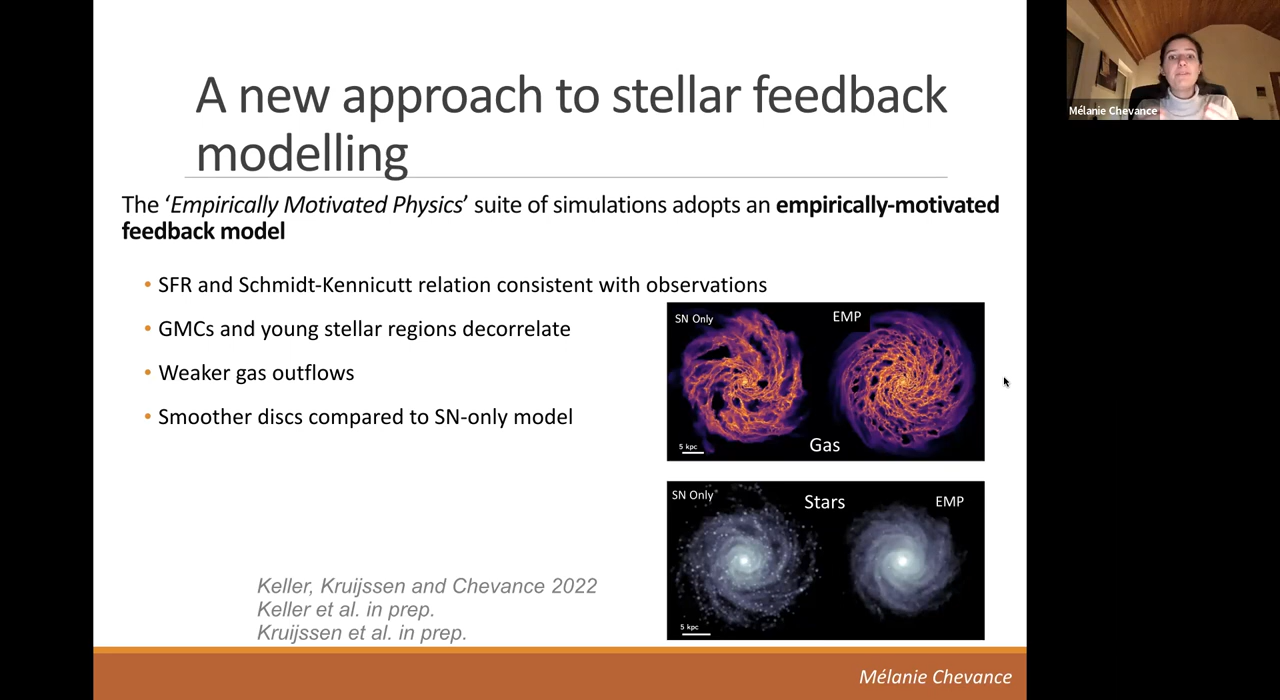 A new approach to stellar feedback
modelling
The ‘Empirically Motivated Physics’ suite of simulations adopts an empirically-motivated
feedback model
• SFR and Schmidt-Kennicutt relation consistent with observations
• GMCs and young stellar regions decorrelate
• Weaker gas outflows
• Smoother discs compared to SN-only model
SN Only
EMP
5 kpc
Gas
SN Only
Stars
EMP
5 kpc
Keller, Kruijssen and Chevance 2022
Keller et al. in prep.
Kruijssen et al. in prep.
Mélanie Chevance
Mélanie Chevance